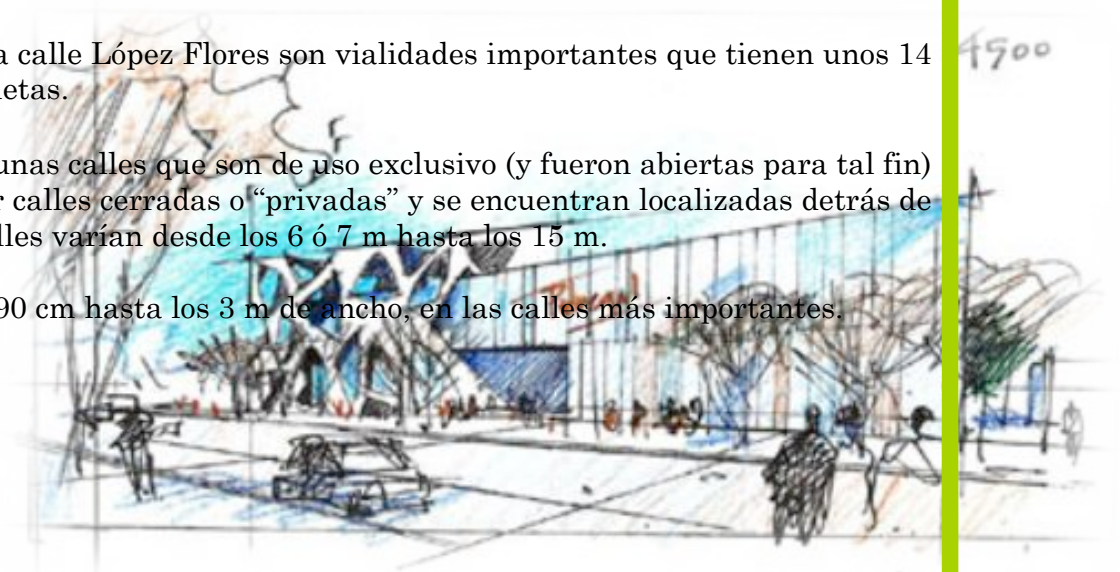 a calle López Flores son vialidades importantes que tienen unos 14
etas.
unas calles que son de uso exclusivo (y fueron abiertas para tal fin)
r calles cerradas o “privadas” y se encuentran localizadas detrás de
lles varían desde los 6 ó 7 m hasta los 15 m.
90 cm hasta los 3 m de ancho, en las calles más importantes.
4500